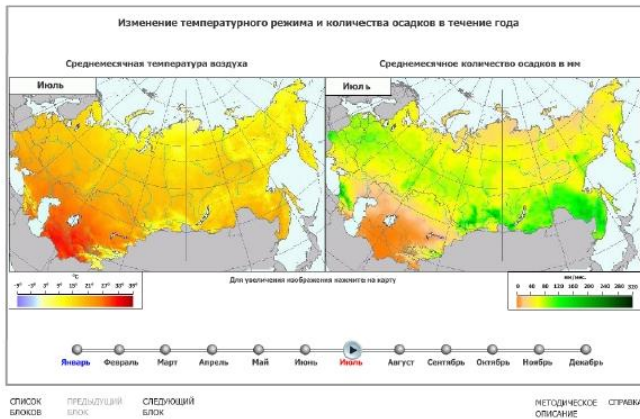 Изменение температурного режима и количества осадков в течение года
Среднемесячная температура воздуха
Среднемесячное количество осадков в мм
Июль
Июль
°C
-9° -3° 3° 9° 15° 21° 27° 33° 39°
Для увеличения изображения нажмите на карту
мм/мес.
0 40 80 120 160 200 240 280 320
Январь Февраль Март Апрель Май Июнь Июль Август Сентябрь Октябрь Ноябрь Декабрь
СПИСОК БЛОКОВ
ПРЕДЫДУЩИЙ БЛОК
СЛЕДУЮЩИЙ БЛОК
МЕТОДИЧЕСКОЕ ОПИСАНИЕ
СПРАВКА